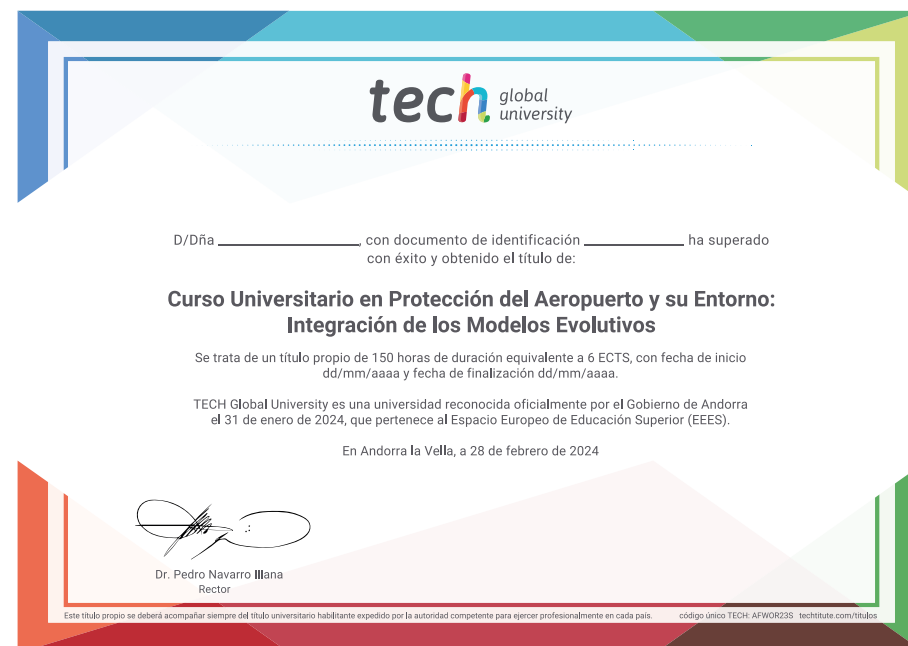 tech global university
D/Dña ____________________, con documento de identificación ______________ ha superado
con éxito y obtenido el título de:
Curso Universitario en Protección del Aeropuerto y su Entorno:
Integración de los Modelos Evolutivos
Se trata de un título propio de 150 horas de duración equivalente a 6 ECTS, con fecha de inicio
dd/mm/aaaa y fecha de finalización dd/mm/aaaa.
TECH Global University es una universidad reconocida oficialmente por el Gobierno de Andorra
el 31 de enero de 2024, que pertenece al Espacio Europeo de Educación Superior (EEES).
En Andorra la Vella, a 28 de febrero de 2024
Dr. Pedro Navarro Illana
Rector
Este título propio se deberá acompañar siempre del título universitario habilitante expedido por la autoridad competente para ejercer profesionalmente en cada país. código único TECH: AFWOR23S techtitute.com/titulos